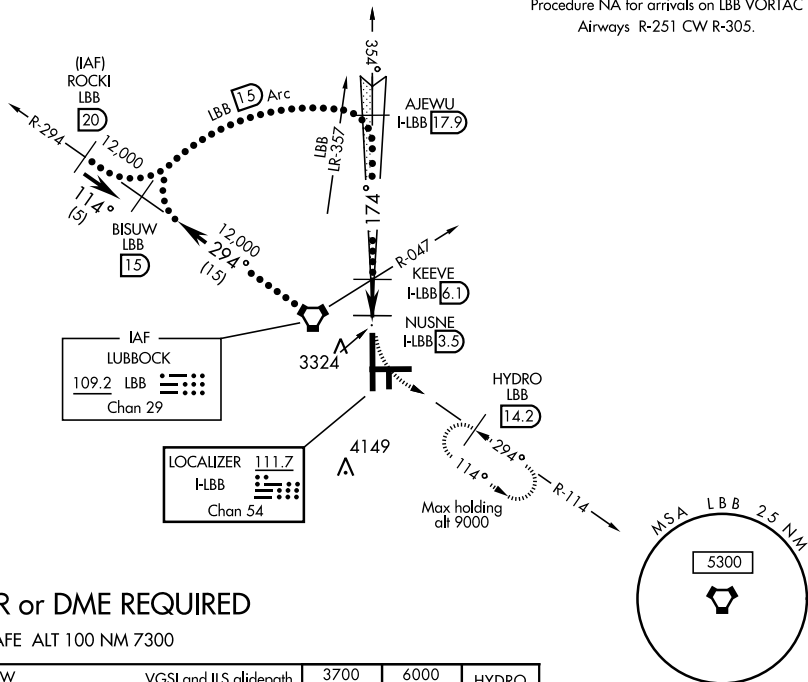 Procedure NA for arrivals on LBB VORTAC
Airways R-251 CW R-305.
(IAF)
ROCKI
LBB
20
R-294
12,000
114°
(5)
BISUW
LBB
15
LBB 15 Arc
LBB
LR-357
354°
AJEWU
I-LBB 17.9
174°
12,000
294°
(15)
R-047
KEEVE
I-LBB 6.1
NUSNE
I-LBB 3.5
3324
IAF
LUBBOCK
109.2 LBB
Chan 29
HYDRO
LBB
14.2
294°
114°
R-114
LOCALIZER 111.7
I-LBB
Chan 54
4149
Max holding
alt 9000
MSA LBB 25 NM
5300
R or DME REQUIRED
AFE ALT 100 NM 7300
W
VGSI and ILS glidepath
3700
6000
HYDRO